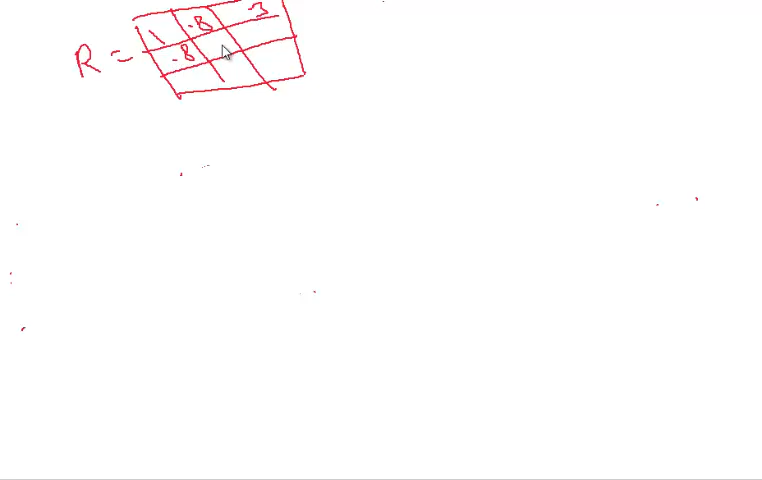 1 .8 .3
R = .8